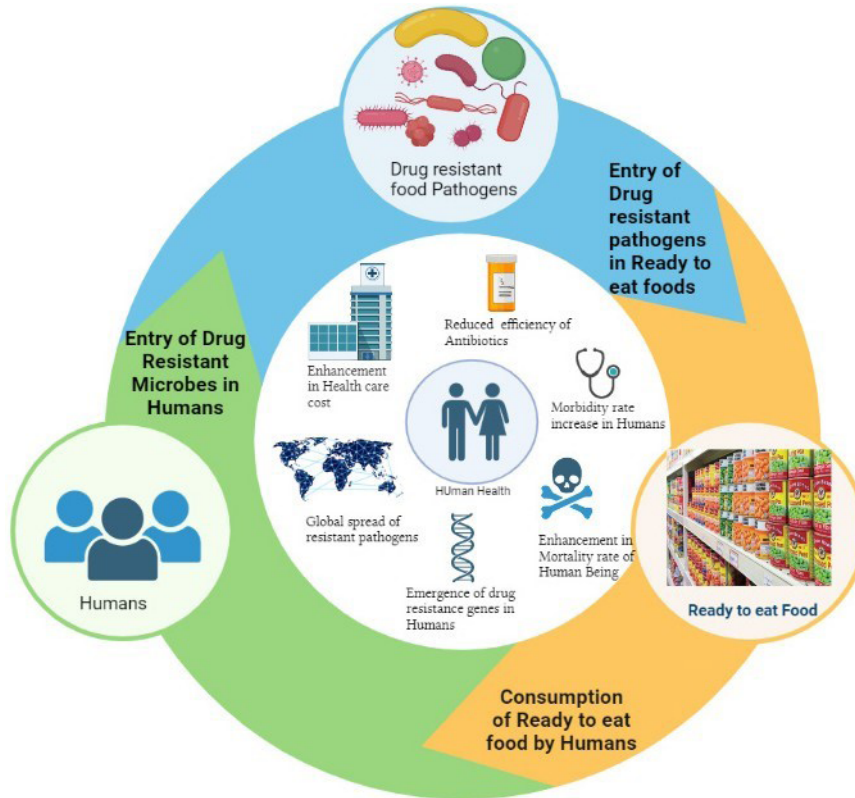 Drug resistant
food Pathogens
Entry of
Drug
resistant
pathogens
in Ready to
eat foods
Entry of Drug
Resistant
Microbes in
Humans
Enhancement
in Health care
cost
Reduced efficiency of
Antibiotics
Morbidity rate
increase in Humans
HUman Health
Global spread of
resistant pathogens
Enhancement in
Mortality rate of
Human Being
Emergence of drug
resistance genes in
Humans
Humans
Ready to eat Food
Consumption
of Ready to eat
food by Humans